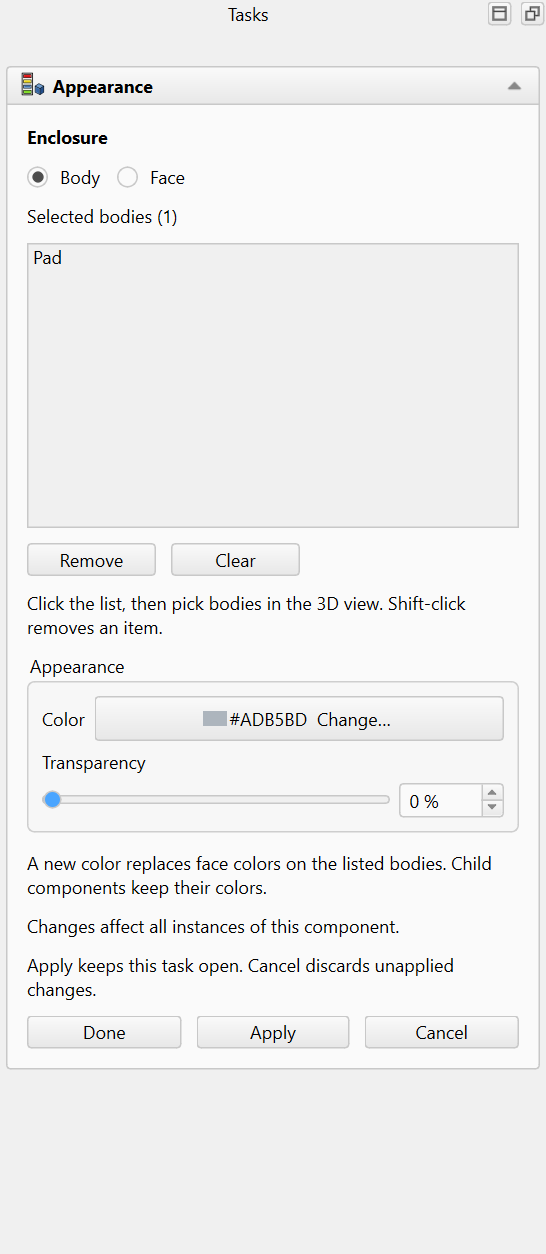 Tasks
Appearance
Enclosure
Body Face
Selected bodies (1)
Pad
Remove Clear
Click the list, then pick bodies in the 3D view. Shift-click
removes an item.
Appearance
Color #ADB5BD Change...
Transparency
0 %
A new color replaces face colors on the listed bodies. Child
components keep their colors.
Changes affect all instances of this component.
Apply keeps this task open. Cancel discards unapplied
changes.
Done Apply Cancel